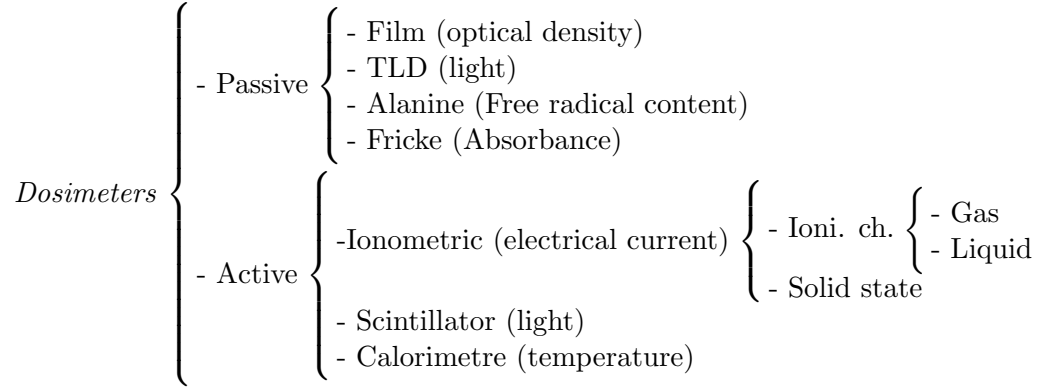 Dosimeters
- Passive
- Film (optical density)
- TLD (light)
- Alanine (Free radical content)
- Fricke (Absorbance)
- Active
-Ionometric (electrical current)
- Ioni. ch.
- Gas
- Liquid
- Solid state
- Scintillator (light)
- Calorimetre (temperature)